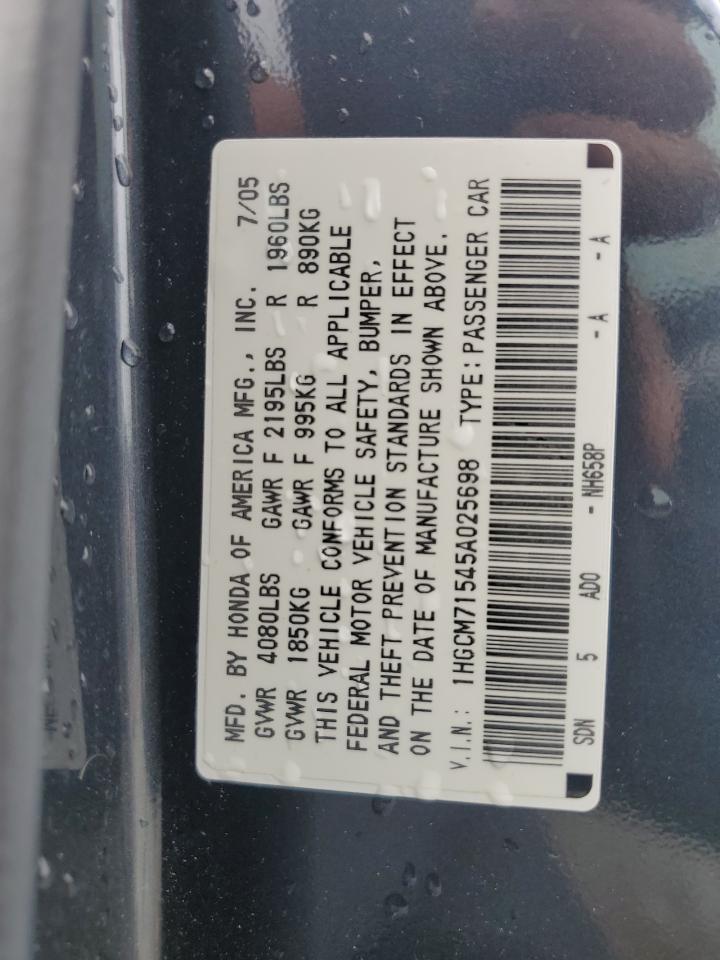 MFD. BY HONDA OF AMERICA MFG., INC. 7/05
GVWR 4080LBS GAWR F 2195LBS R 1960LBS
GVWR 1850KG GAWR F 995KG R 890KG
THIS VEHICLE CONFORMS TO ALL APPLICABLE
FEDERAL MOTOR VEHICLE SAFETY, BUMPER,
AND THEFT PREVENTION STANDARDS IN EFFECT
ON THE DATE OF MANUFACTURE SHOWN ABOVE.
V.I.N.: 1HGCM71545A025698 TYPE: PASSENGER CAR
SDN 5 ADO - NH658P - A - A